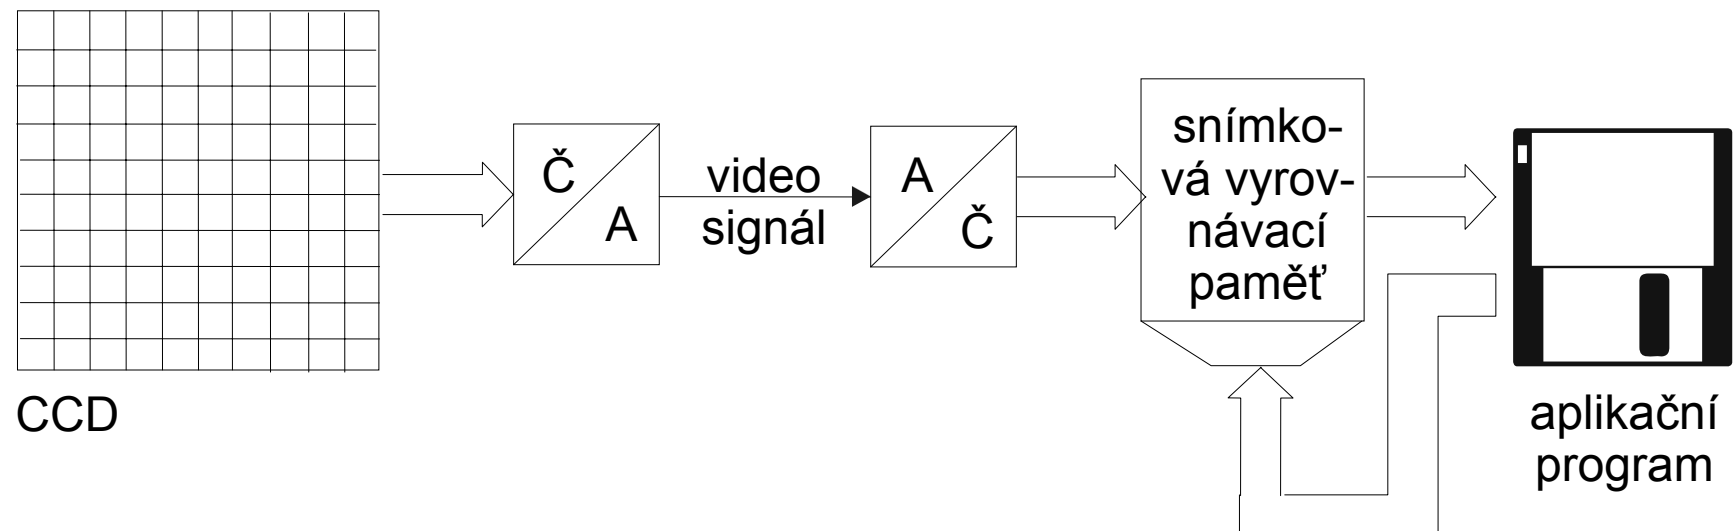 CCD
Č
A
video
signál
A
Č
snímko-
vá vyrov-
návací
paměť
aplikační
program